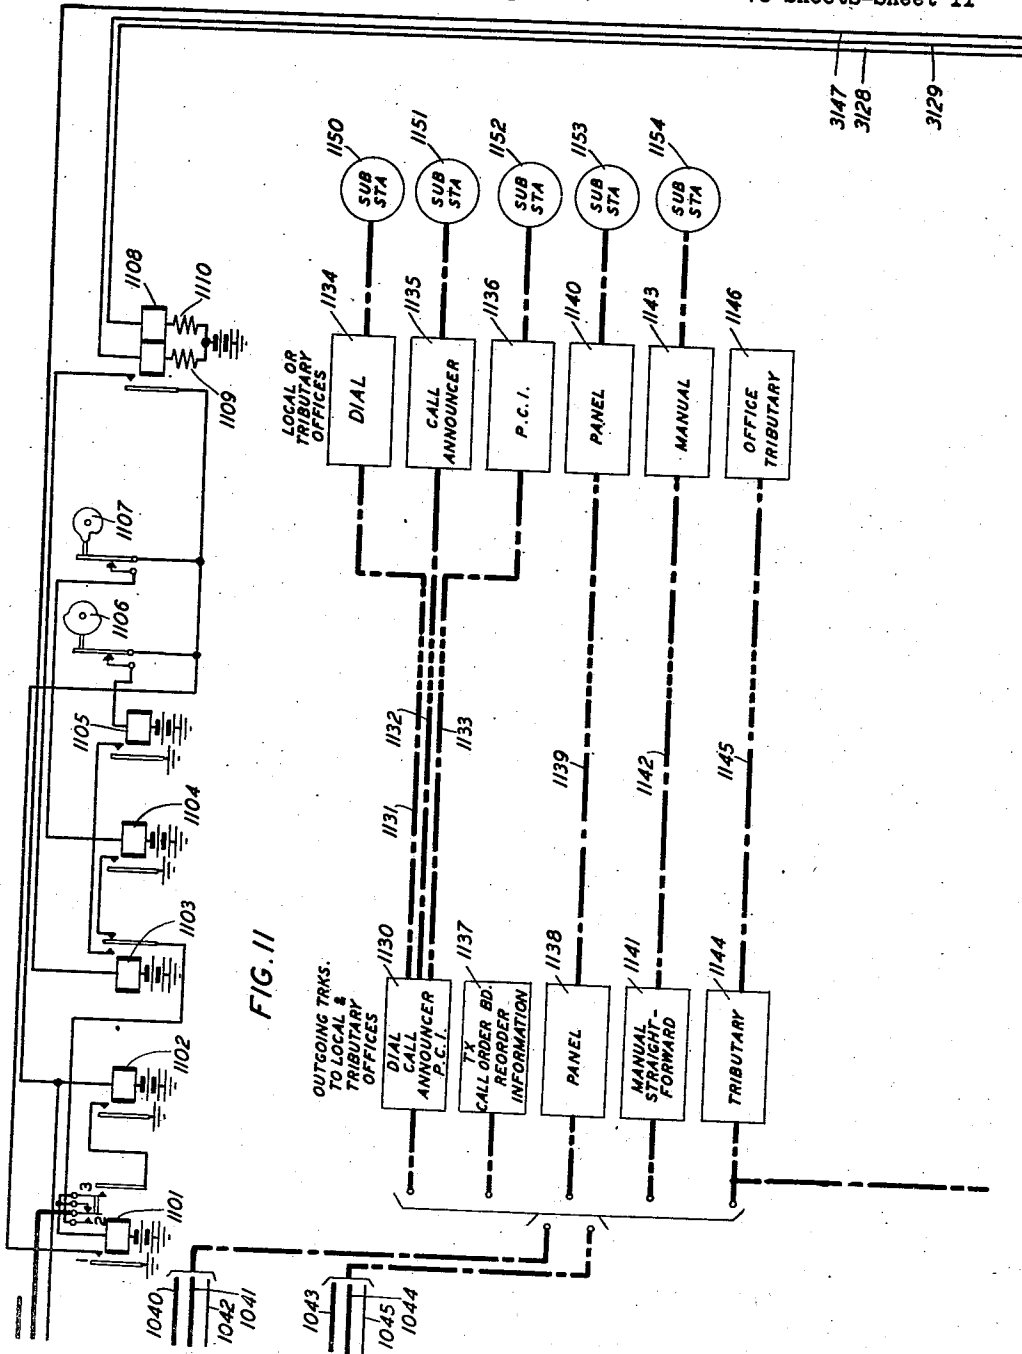 3147
3128
3129
1108
1110
1109
1107
1106
1105
1104
1103
1102
3
2
1101
FIG. 11
LOCAL OR
TRIBUTARY
OFFICES
1134
DIAL
1150
SUB
STA
1135
CALL
ANNOUNCER
1151
SUB
STA
1136
P.C.I.
1152
SUB
STA
1140
PANEL
1153
SUB
STA
1143
MANUAL
1154
SUB
STA
1146
OFFICE
TRIBUTARY
1131
1132
1133
1139
1142
1145
OUTGOING TRKS.
TO LOCAL &
TRIBUTARY
OFFICES
1130
DIAL
CALL
ANNOUNCER
P.C.I.
1137
TX
CALL ORDER BD.
REORDER
INFORMATION
1138
PANEL
1141
MANUAL
STRAIGHT-
FORWARD
1144
TRIBUTARY
1040
1042
1041
1043
1045
1044